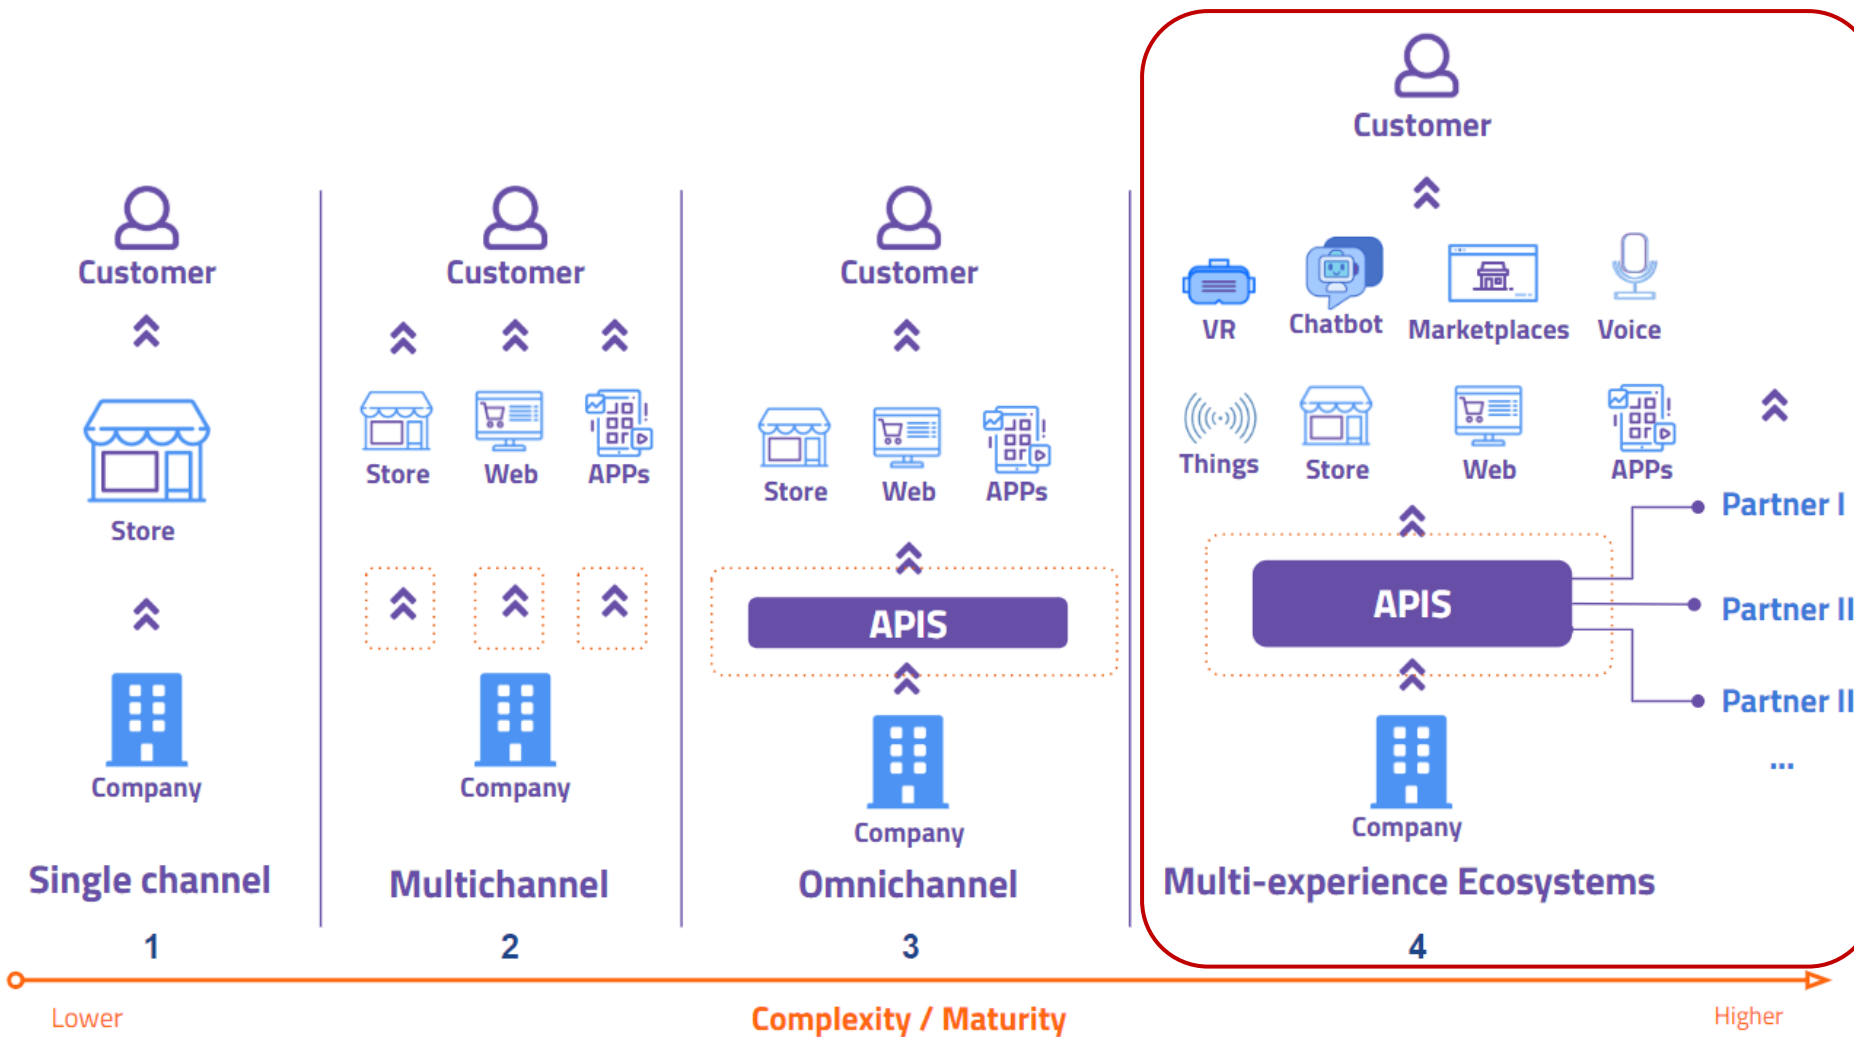 Customer
Store
Company
Single channel
1
Customer
Store Web APPs
Company
Multichannel
2
Customer
Store Web APPs
APIS
Company
Omnichannel
3
Customer
VR Chatbot Marketplaces Voice
Things Store Web APPs
APIS
Partner I
Partner II
Partner II
...
Company
Multi-experience Ecosystems
4
Lower
Complexity / Maturity
Higher